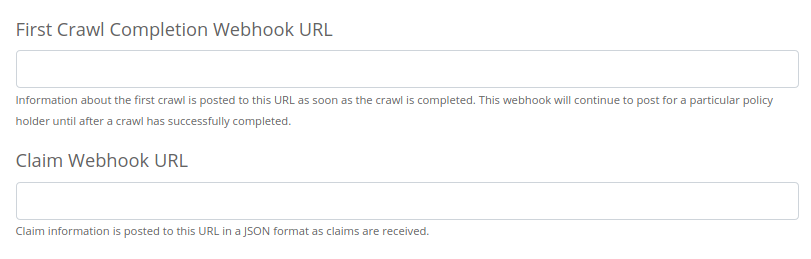 First Crawl Completion Webhook URL
Information about the first crawl is posted to this URL as soon as the crawl is completed. This webhook will continue to post for a particular policy
holder until after a crawl has successfully completed.
Claim Webhook URL
Claim information is posted to this URL in a JSON format as claims are received.